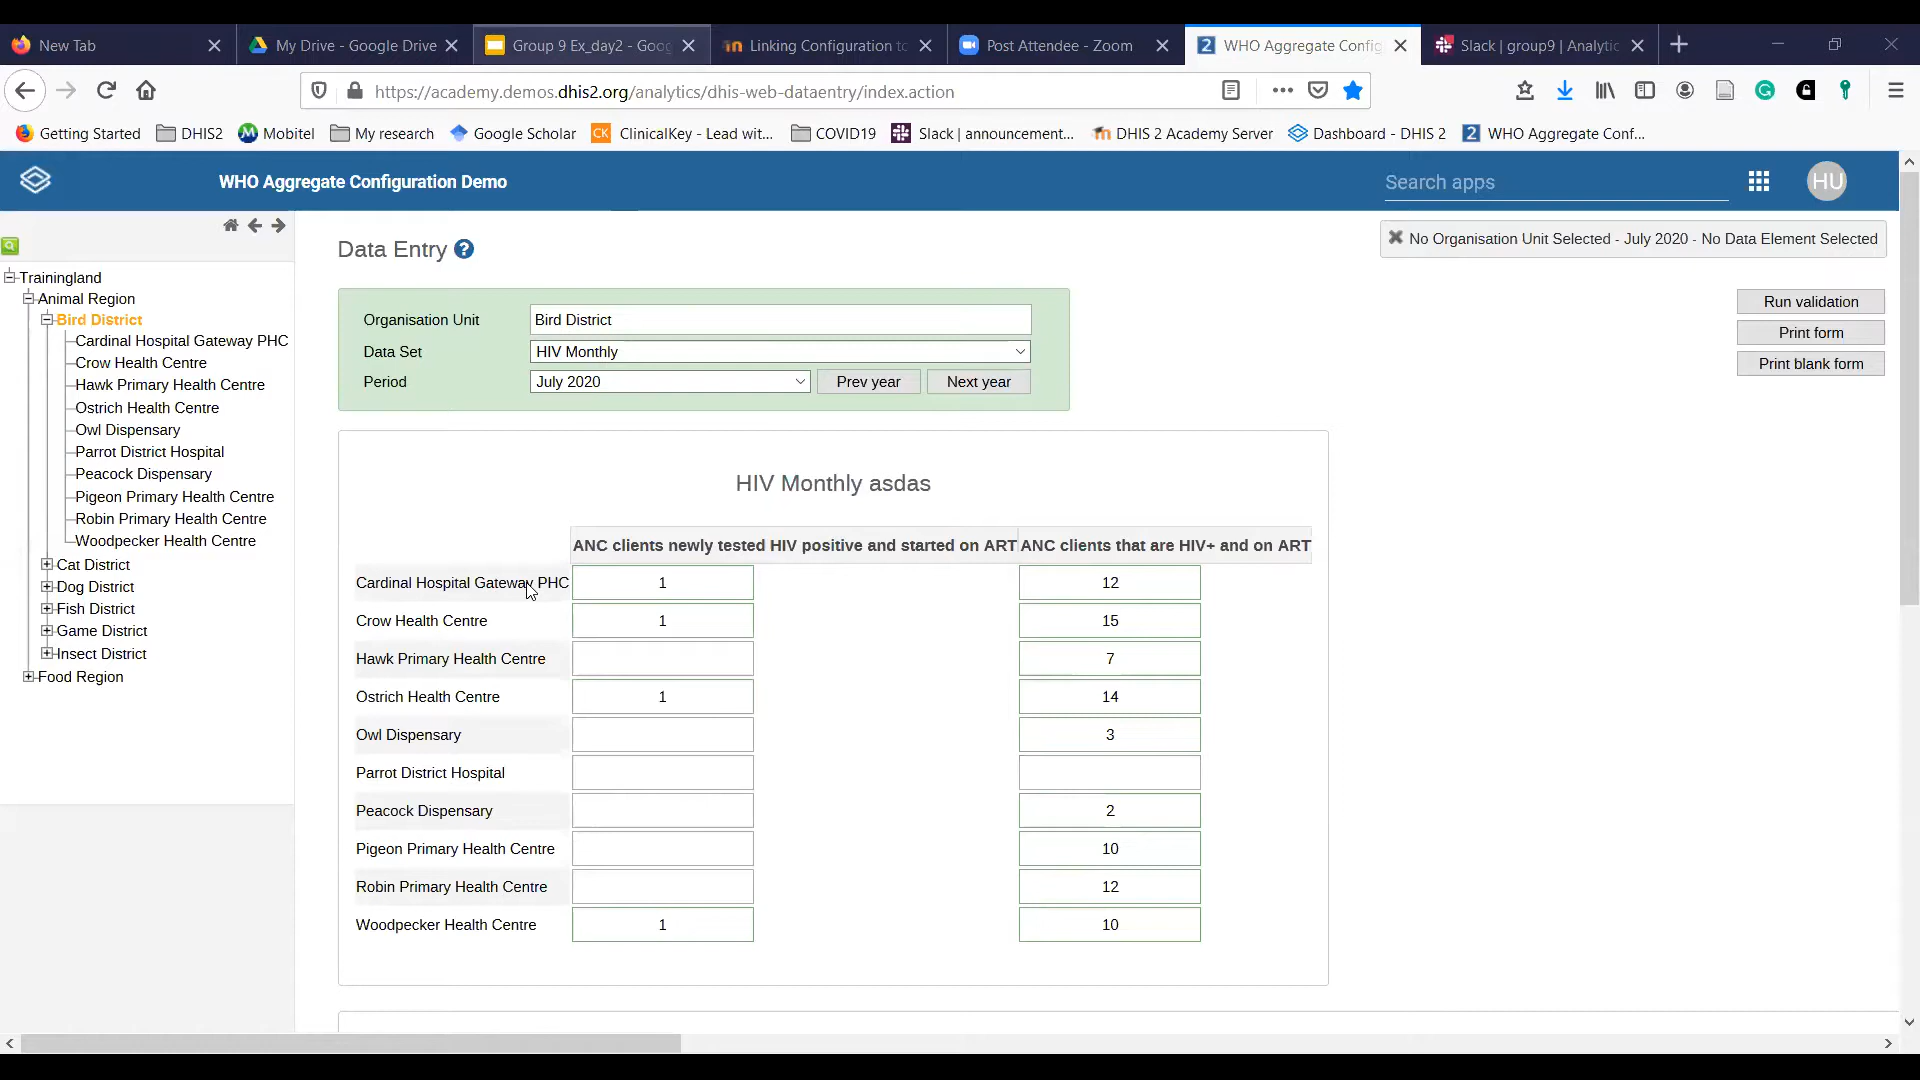 New Tab
My Drive - Google Drive
Group 9 Ex_day2 - Goog
Linking Configuration to
Post Attendee - Zoom
WHO Aggregate Config
Slack | group9 | Analytic
https://academy.demos.dhis2.org/analytics/dhis-web-dataentry/index.action
Getting Started
DHIS2
Mobitel
My research
Google Scholar
CK
ClinicalKey - Lead wit...
COVID19
Slack | announcement...
DHIS 2 Academy Server
Dashboard - DHIS 2
2
WHO Aggregate Conf...
WHO Aggregate Configuration Demo
Search apps
HU
Trainingland
Animal Region
Bird District
Cardinal Hospital Gateway PHC
Crow Health Centre
Hawk Primary Health Centre
Ostrich Health Centre
Owl Dispensary
Parrot District Hospital
Peacock Dispensary
Pigeon Primary Health Centre
Robin Primary Health Centre
Woodpecker Health Centre
Cat District
Dog District
Fish District
Game District
Insect District
Food Region
Data Entry ?
No Organisation Unit Selected - July 2020 - No Data Element Selected
Organisation Unit Bird District
Data Set HIV Monthly
Period July 2020 Prev year Next year
Run validation
Print form
Print blank form
HIV Monthly asdas
ANC clients newly tested HIV positive and started on ART ANC clients that are HIV+ and on ART
Cardinal Hospital Gateway PHC 1 12
Crow Health Centre 1 15
Hawk Primary Health Centre 7
Ostrich Health Centre 1 14
Owl Dispensary 3
Parrot District Hospital
Peacock Dispensary 2
Pigeon Primary Health Centre 10
Robin Primary Health Centre 12
Woodpecker Health Centre 1 10